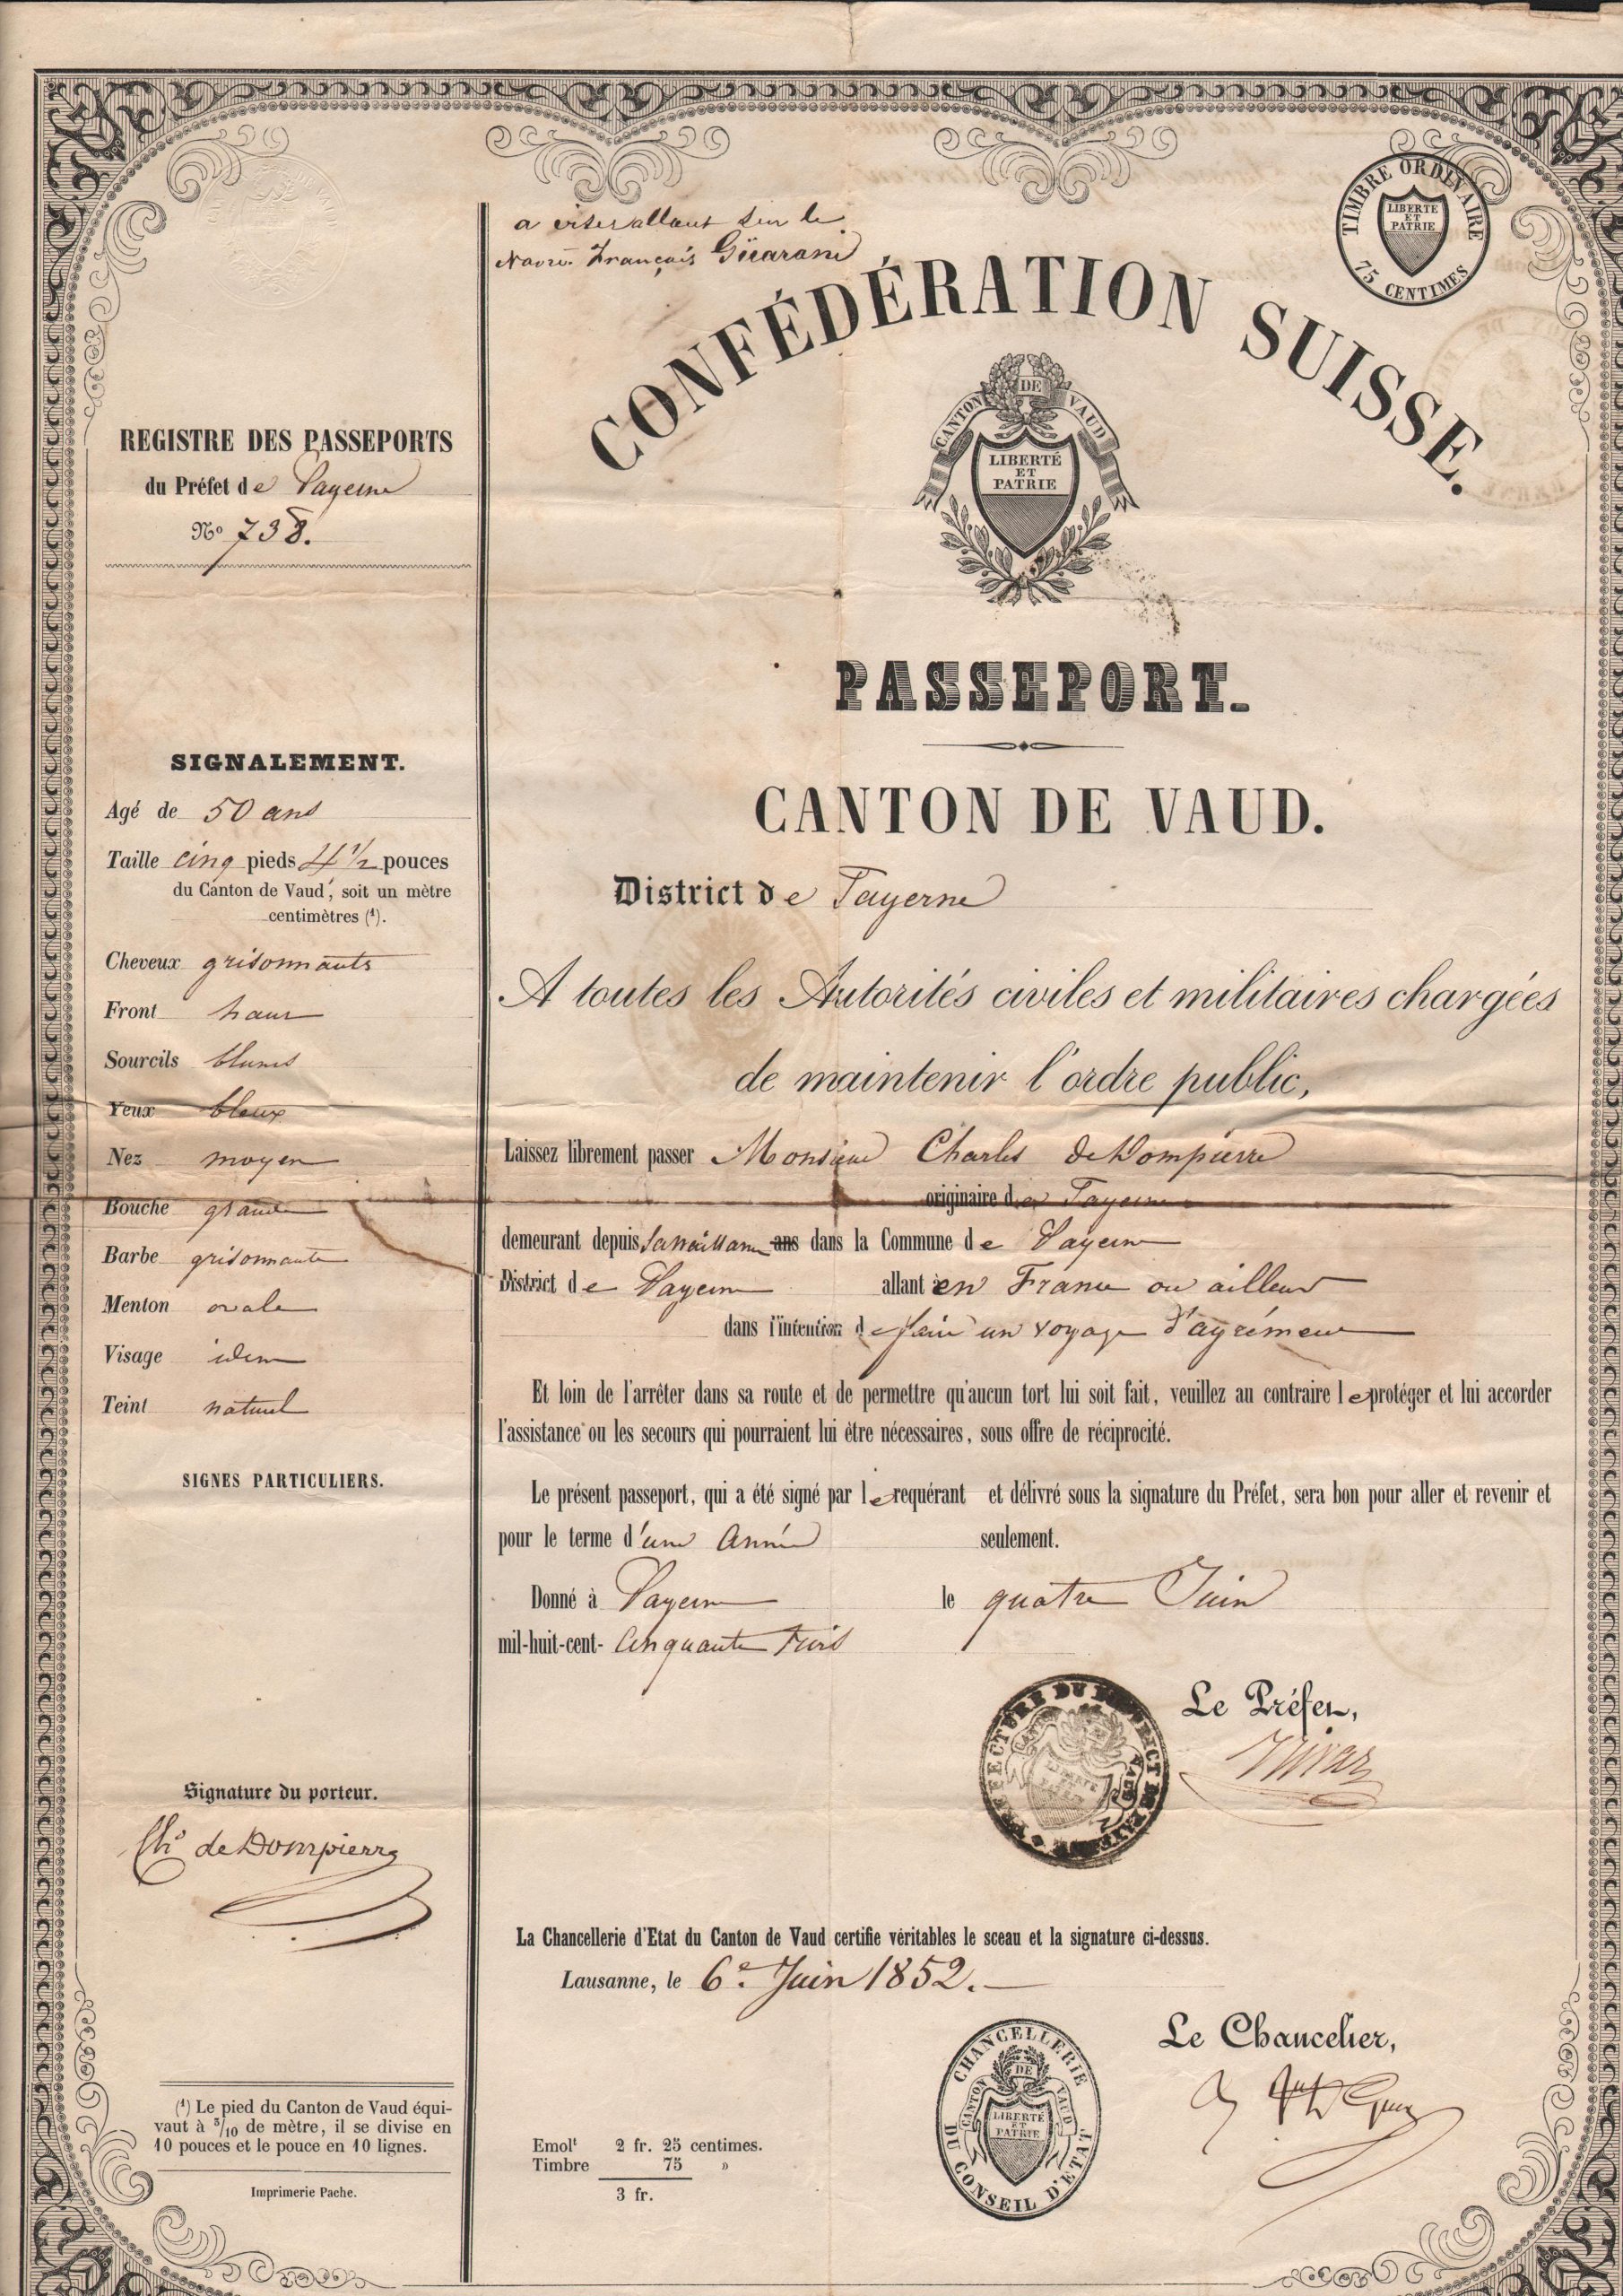 a viser allant sur le
Navire Français Guarani
TIMBRE ORDINAIRE
LIBERTE
ET
PATRIE
75 CENTIMES
CONFÉDÉRATION SUISSE.
CANTON DE VAUD
LIBERTÉ
ET
PATRIE
REGISTRE DES PASSEPORTS
du Préfet de Payerne
No 738.
PASSEPORT.
CANTON DE VAUD.
District de Payerne
SIGNALEMENT.
Agé de 50 ans
Taille cinq pieds 4 1/2 pouces
du Canton de Vaud, soit un mètre
centimètres (1).
Cheveux grisonnants
Front haut
Sourcils blonds
Yeux bleux
Nez moyen
Bouche grande
Barbe grisonnante
Menton ovale
Visage idem
Teint naturel
SIGNES PARTICULIERS.
Signature du porteur.
Chs de Dompierre
(1) Le pied du Canton de Vaud équi-
vaut à 3/10 de mètre, il se divise en
10 pouces et le pouce en 10 lignes.
Imprimerie Pache.
A toutes les Autorités civiles et militaires chargées
de maintenir l'ordre public,
Laissez librement passer Monsieur Charles de Dompierre
originaire de Payerne
demeurant depuis sa naissance ans dans la Commune de Payerne
District de Payerne allant en France ou ailleurs
dans l'intention de faire un voyage d'agrément
Et loin de l'arrêter dans sa route et de permettre qu'aucun tort lui soit fait, veuillez au contraire le protéger et lui accorder
l'assistance ou les secours qui pourraient lui être nécessaires, sous offre de réciprocité.
Le présent passeport, qui a été signé par le requérant et délivré sous la signature du Préfet, sera bon pour aller et revenir et
pour le terme d'une Année seulement.
Donné à Payerne le quatre Juin
mil-huit-cent- Cinquante trois
PRÉFECTURE DU DISTRICT DE PAYERNE
Le Préfet,
La Chancellerie d'Etat du Canton de Vaud certifie véritables le sceau et la signature ci-dessus.
Lausanne, le 6e Juin 1852.
CHANCELLERIE DU CONSEIL D'ETAT
CANTON DE VAUD
LIBERTÉ
ET
PATRIE
Le Chancelier,
Emolt 2 fr. 25 centimes.
Timbre 75 »
3 fr.